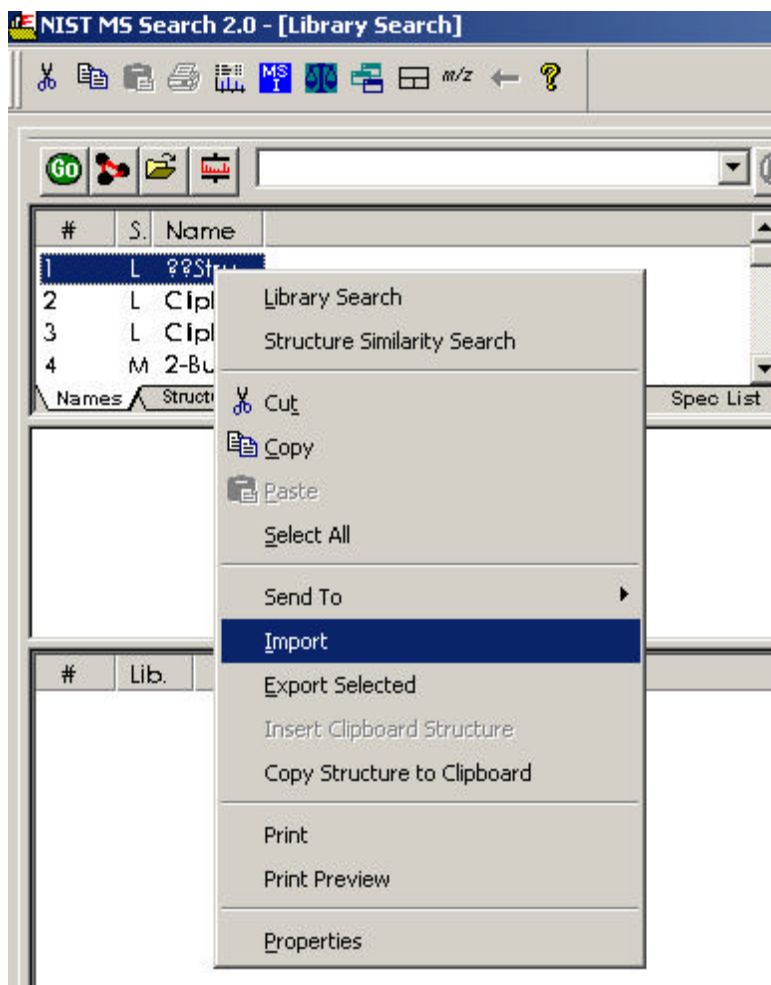 NIST MS Search 2.0 - [Library Search]
MS I m/z ?
GO
# S. Name
1 L ??Stru
2 L
3 L
4 M 2-Bu
Names Spec List
Library Search
Structure Similarity Search
Cut
Copy
Paste
Select All
Send To
Import
Export Selected
Insert Clipboard Structure
Copy Structure to Clipboard
Print
Print Preview
Properties
# Lib.